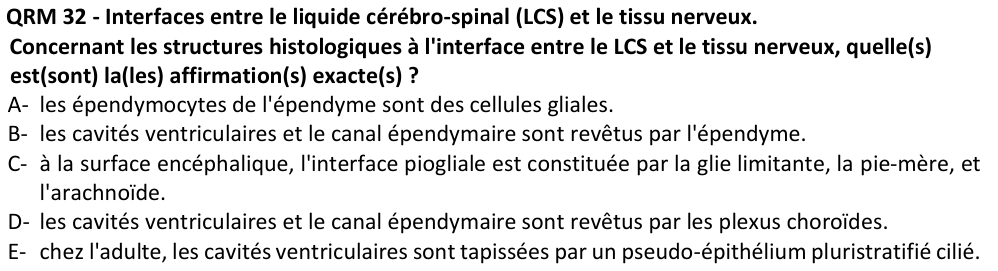 QRM 32 - Interfaces entre le liquide cérébro-spinal (LCS) et le tissu nerveux.
Concernant les structures histologiques à l'interface entre le LCS et le tissu nerveux, quelle(s)
est(sont) la(les) affirmation(s) exacte(s) ?
A- les épendymocytes de l'épendyme sont des cellules gliales.
B- les cavités ventriculaires et le canal épendymaire sont revêtus par l'épendyme.
C- à la surface encéphalique, l'interface piogliale est constituée par la glie limitante, la pie-mère, et
l'arachnoïde.
D- les cavités ventriculaires et le canal épendymaire sont revêtus par les plexus choroïdes.
E- chez l'adulte, les cavités ventriculaires sont tapissées par un pseudo-épithélium pluristratifié cilié.